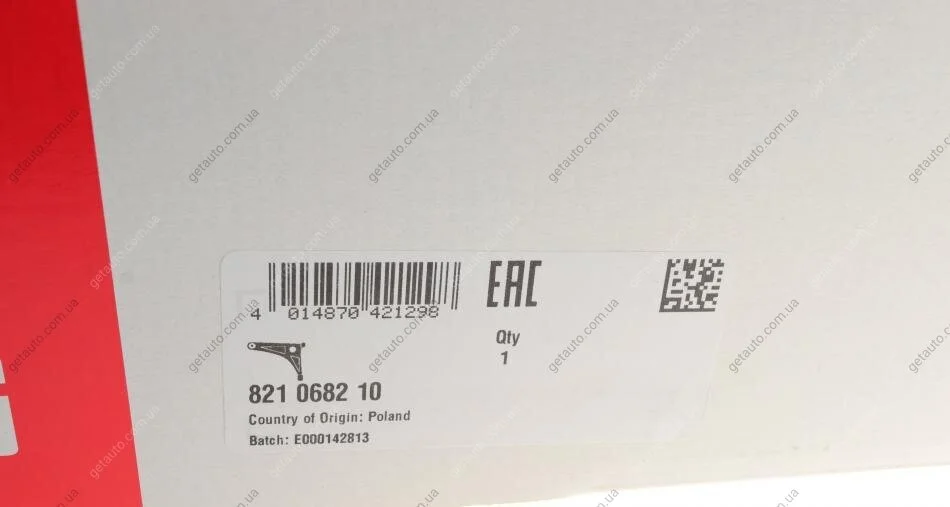 4 014870 421298
EAC
Qty
1
821 0682 10
Country of Origin: Poland
Batch: E000142813
getauto.com.ua